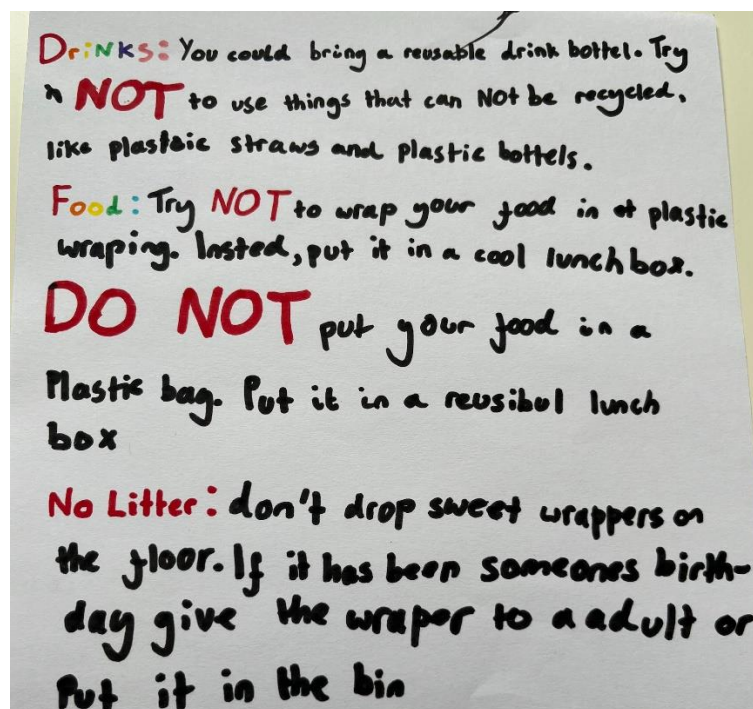 DriNKS: You could bring a reusable drink bottel. Try
NOT to use things that can Not be recycled,
like plastoic straws and plastic bottels.
Food: Try NOT to wrap your food in plastic
wraping. Insted, put it in a cool lunch box.
DO NOT put your food in a
Plastic bag. Put it in a reusibul lunch
box
No Litter: don't drop sweet wrappers on
the floor. If it has been someones birth-
day give the wraper to a adult or
Put it in the bin